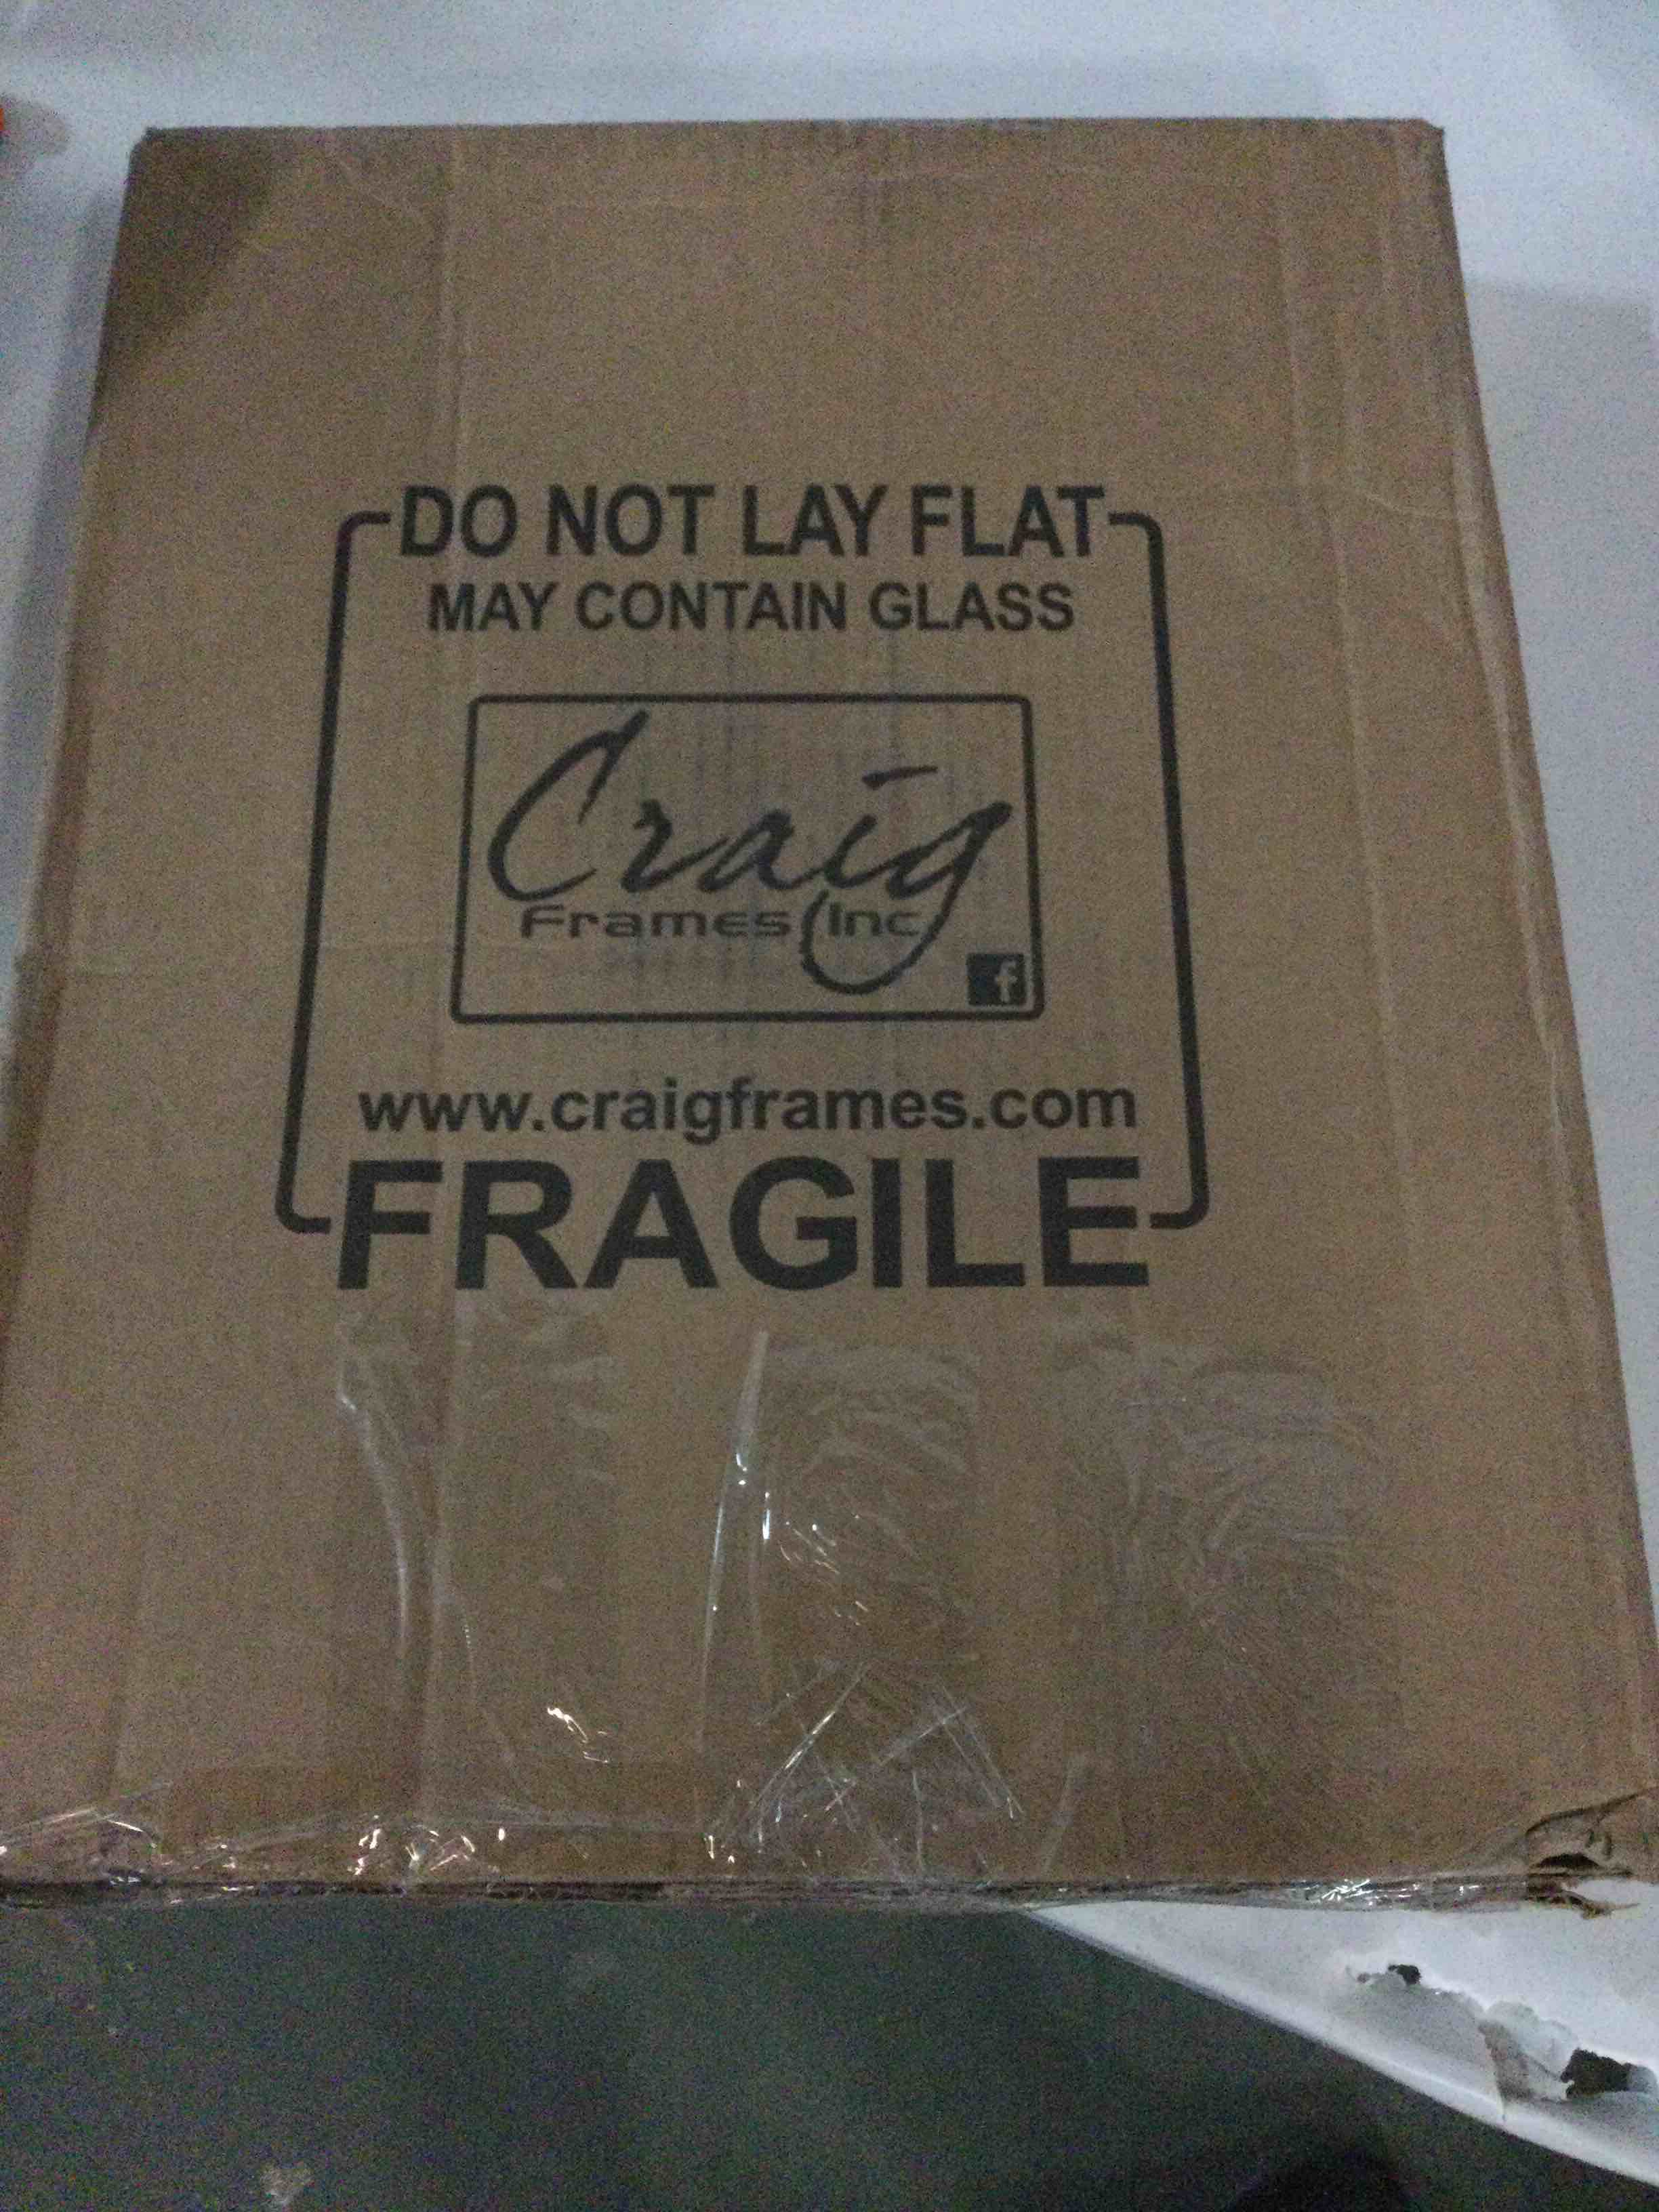 DO NOT LAY FLAT
MAY CONTAIN GLASS
Craig
Frames Inc
f
www.craigframes.com
FRAGILE